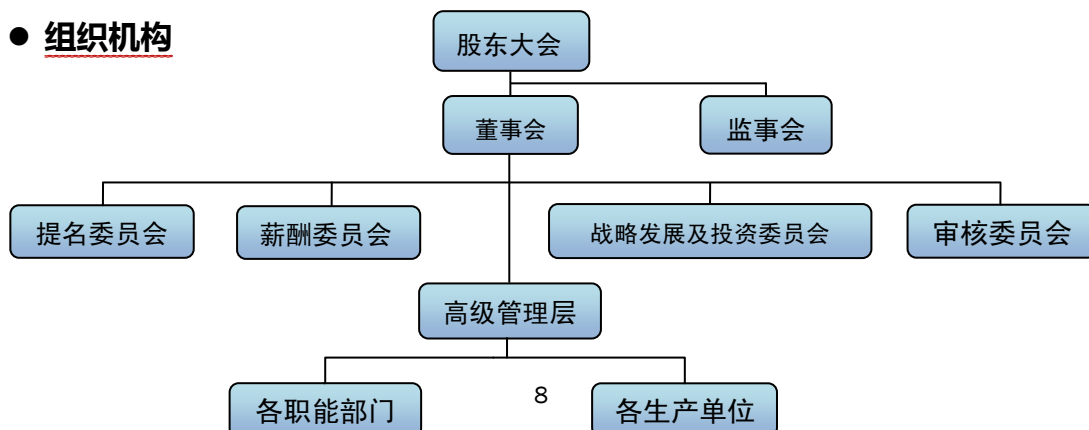 ● 组织机构
股东大会
董事会
监事会
提名委员会
薪酬委员会
战略发展及投资委员会
审核委员会
高级管理层
各职能部门
8
各生产单位